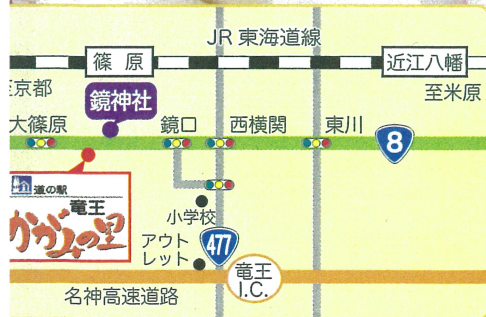 JR東海道線
篠原
近江八幡
至京都
至米原
鏡神社
大篠原
鏡口
西横関
東川
8
道の駅
竜王
かがみの里
小学校
アウト
レット
477
竜王
I.C.
名神高速道路